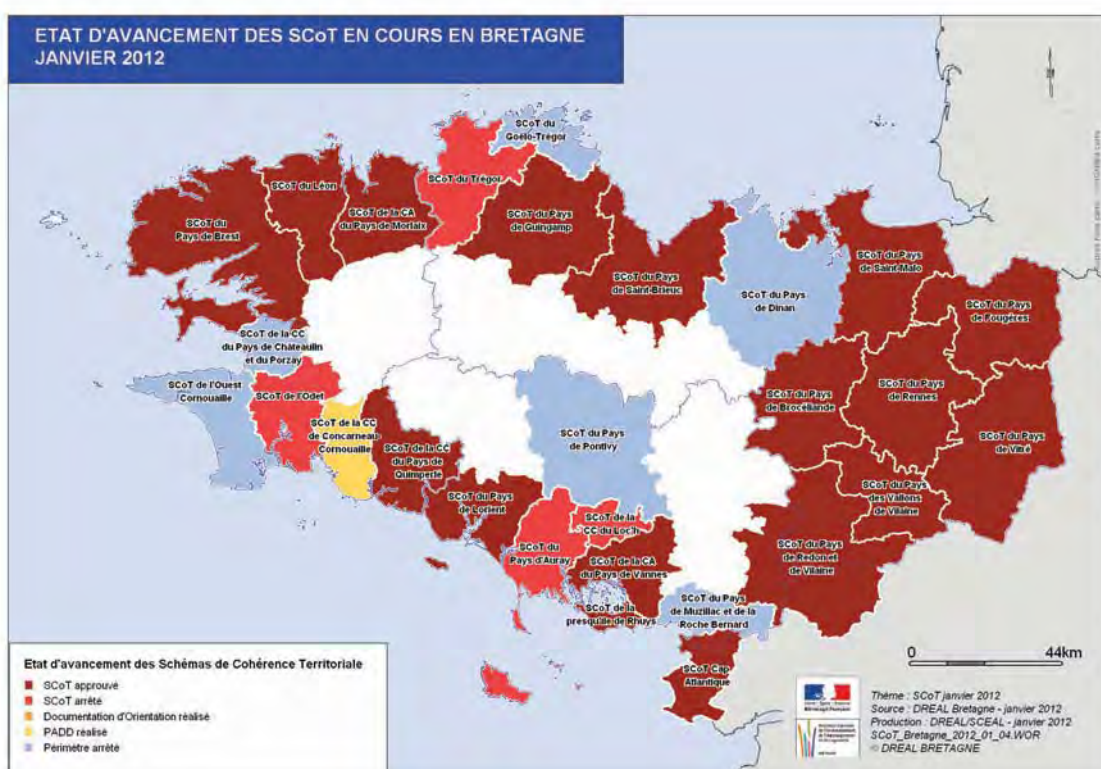 ETAT D'AVANCEMENT DES SCoT EN COURS EN BRETAGNE
JANVIER 2012
SCoT du
Goëlo-Trégor
SCoT du Trégor
SCoT du Léon
SCoT de la CA
du Pays de Morlaix
SCoT du
Pays de Brest
SCoT du Pays
de Guingamp
SCoT du Pays
de Saint-Brieuc
SCoT du Pays
de Dinan
SCoT du Pays
de Saint-Malo
SCoT du Pays
de Fougères
SCoT de la CC
du Pays de Châteaulin
et du Porzay
SCoT de l'Ouest
Cornouaille
SCoT de l'Odet
SCoT de la CC
de Concarneau-
Cornouaille
SCoT de la CC
du Pays de
Quimperlé
SCoT du Pays
de Lorient
SCoT du Pays
de Pontivy
SCoT du Pays
de Brocéliande
SCoT du Pays
de Rennes
SCoT du Pays de
Vitré
SCoT du Pays
des Vallons
de Vilaine
SCoT du Pays
de Redon et
de Vilaine
SCoT de la
CC du Loc'h
SCoT du
Pays d'Auray
SCoT de la CA
du Pays de Vannes
SCoT de la
presqu'île de Rhuys
SCoT du Pays
de Muzillac et de la
Roche Bernard
SCoT Cap
Atlantique
0 44km
Etat d'avancement des Schémas de Cohérence Territoriale
SCoT approuvé
SCoT arrêté
Documentation d'Orientation réalisé
PADD réalisé
Périmètre arrêté
Thème : SCoT janvier 2012
Source : DREAL Bretagne - janvier 2012
Production : DREAL/SCEAL - janvier 2012
SCoT_Bretagne_2012_01_04.WOR
© DREAL BRETAGNE